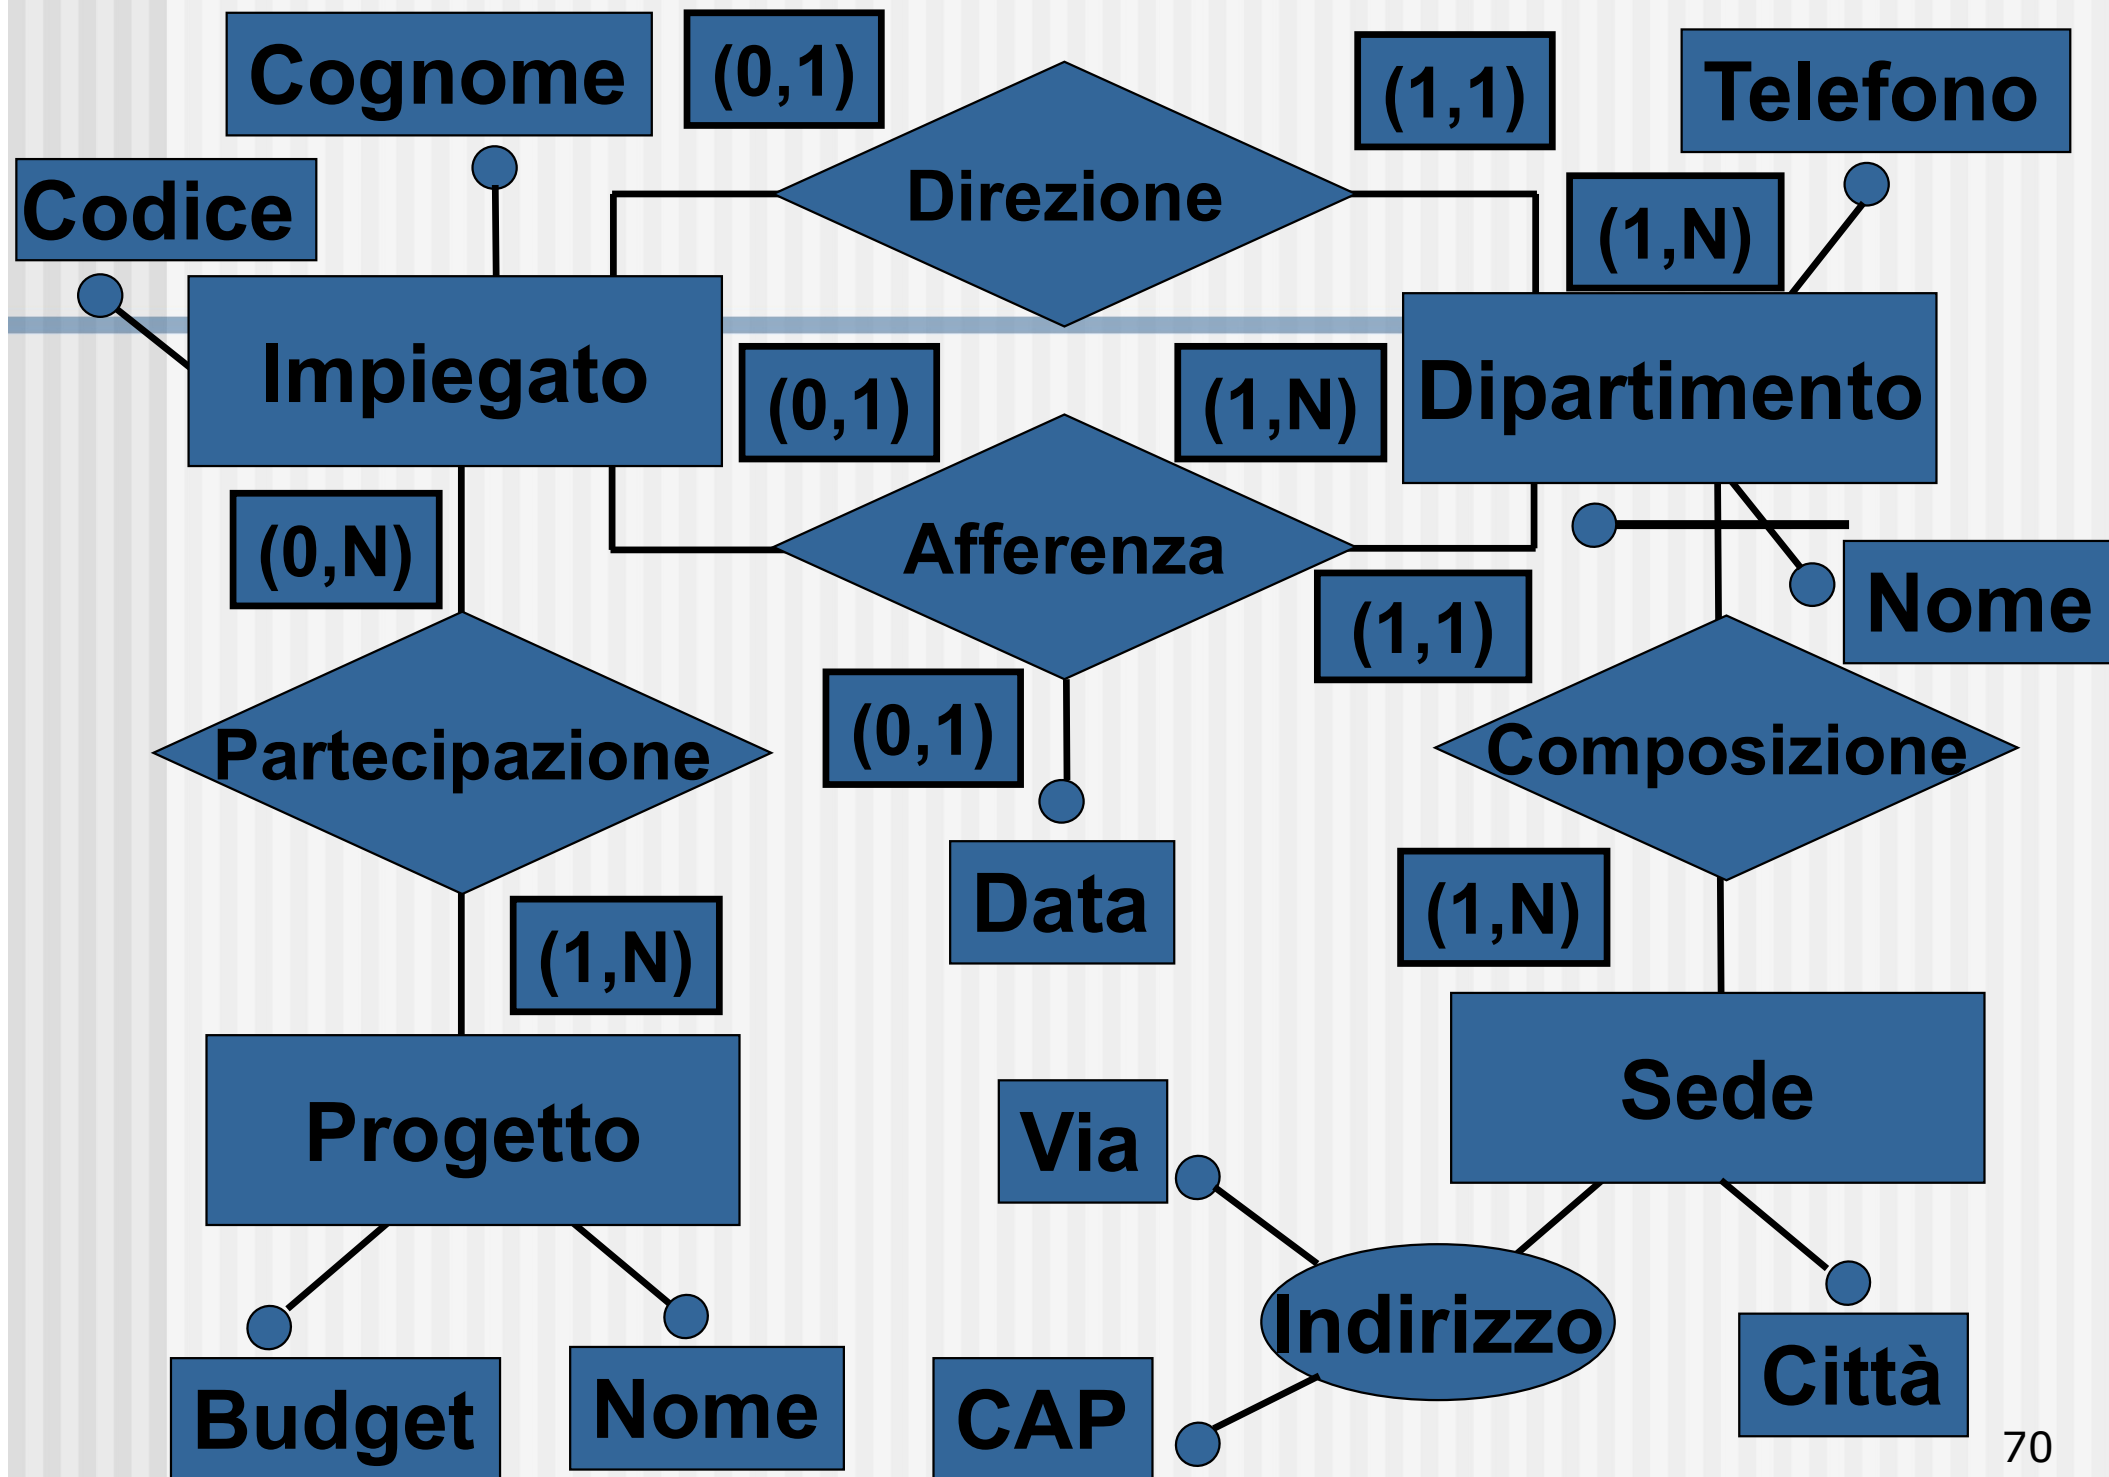 Cognome
(0,1)
(1,1)
Telefono
Codice
Direzione
(1,N)
Impiegato
(0,1)
(1,N)
Dipartimento
(0,N)
Afferenza
(1,1)
Nome
(0,1)
Partecipazione
Composizione
Data
(1,N)
(1,N)
Progetto
Sede
Via
Indirizzo
Città
Budget
Nome
CAP
70